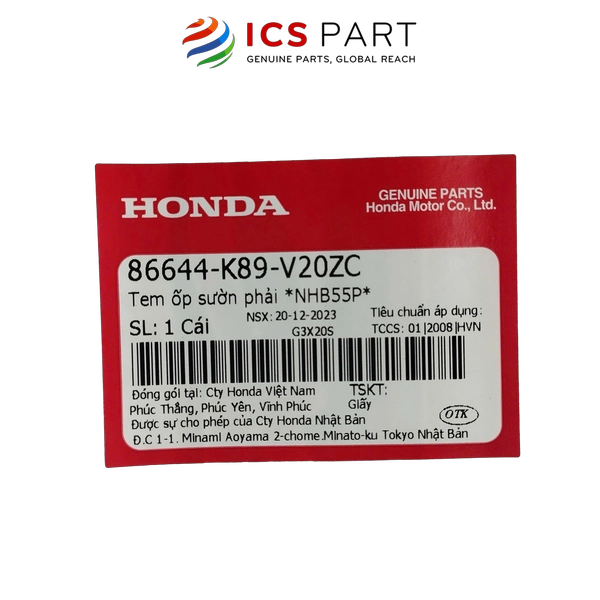 ICS PART
GENUINE PARTS, GLOBAL REACH
HONDA
GENUINE PARTS
Honda Motor Co., Ltd.
86644-K89-V20ZC
Tem ốp sườn phải *NHB55P*
SL: 1 Cái
NSX: 20-12-2023
G3X20S
Tiêu chuẩn áp dụng:
TCCS: 01|2008|HVN
Đóng gói tại: Cty Honda Việt Nam
Phúc Thắng, Phúc Yên, Vĩnh Phúc
TSKT:
Giấy
Được sự cho phép của Cty Honda Nhật Bản
OTK
Đ.C 1-1. Minami Aoyama 2-chome.Minato-ku Tokyo Nhật Bản